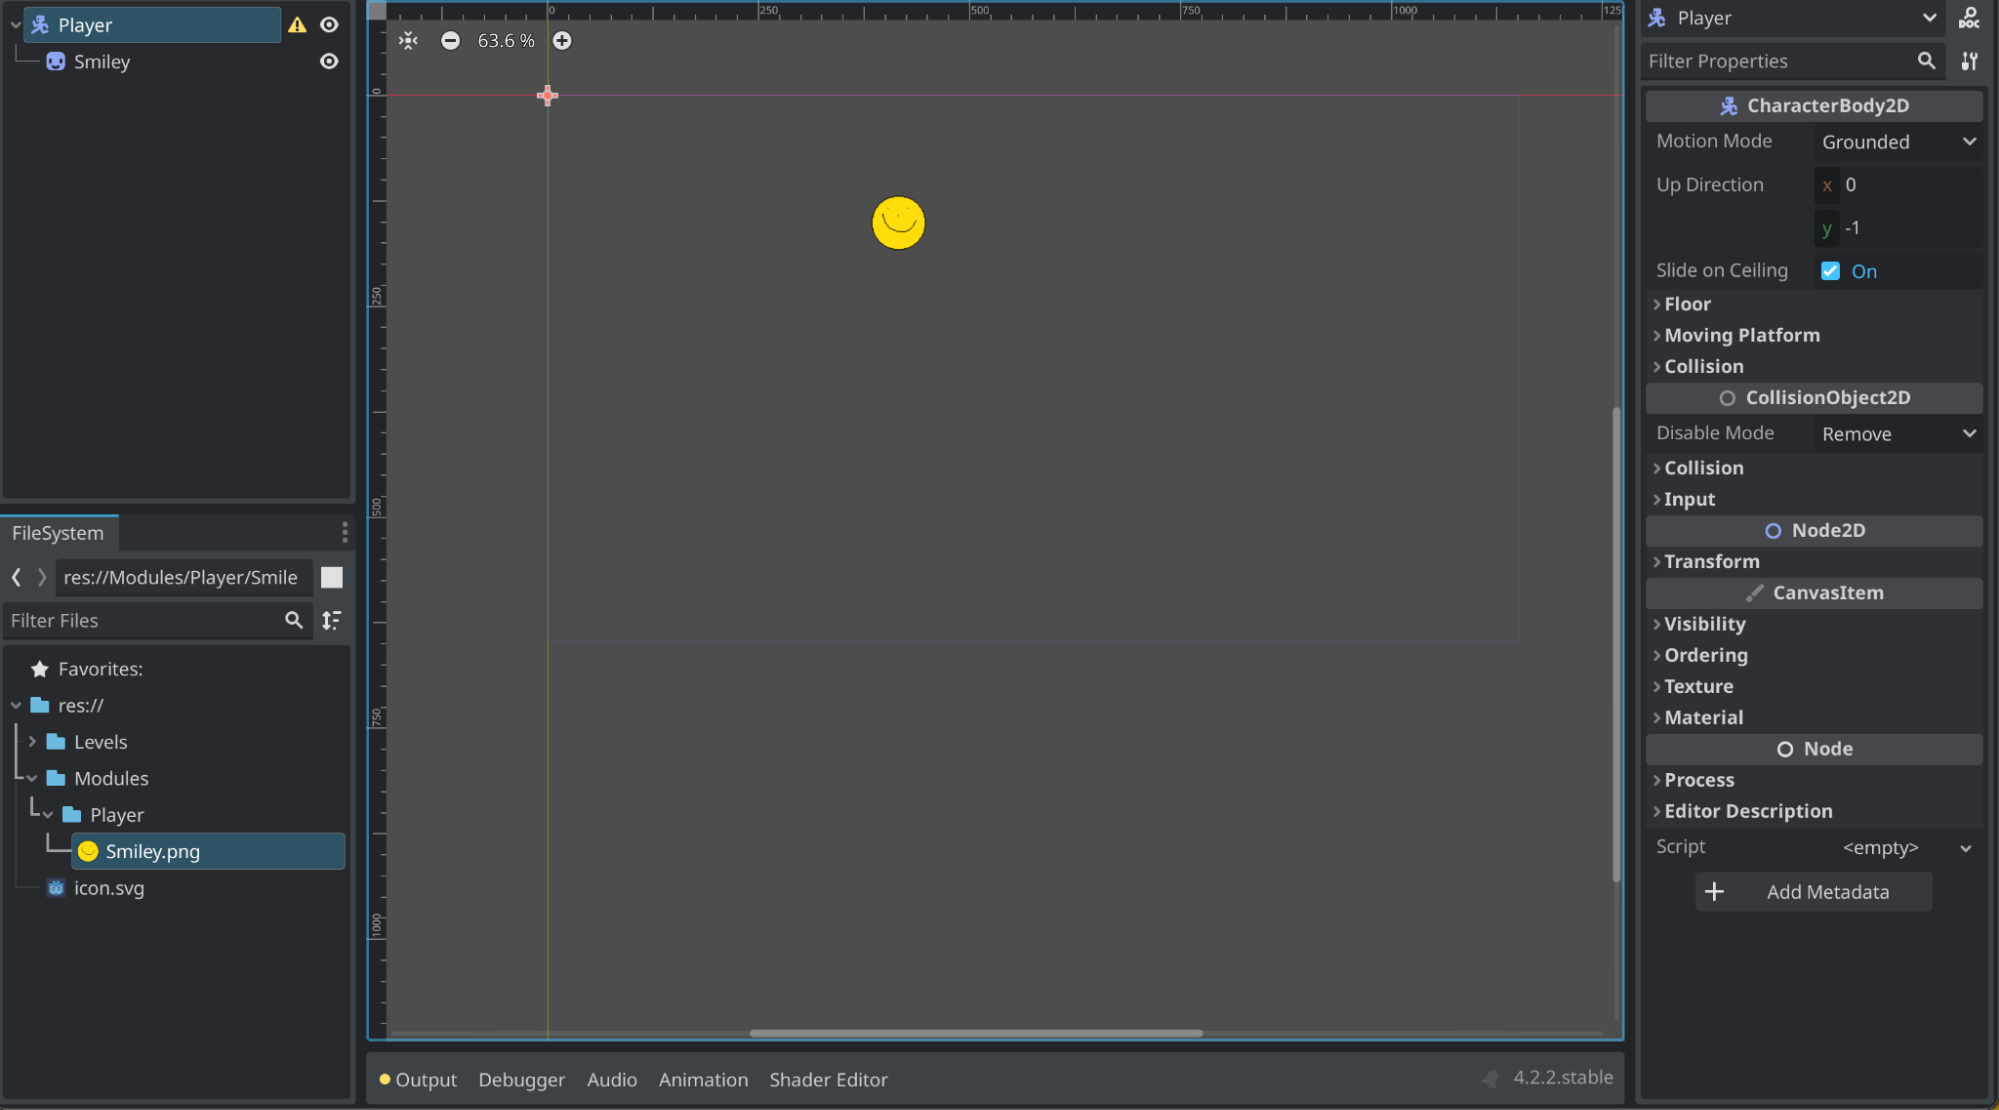 Player
Smiley
FileSystem
res://Modules/Player/Smile
Filter Files
Favorites:
res://
Levels
Modules
Player
Smiley.png
icon.svg
0
250
500
750
1000
125
63.6 %
0
250
500
750
1000
Output
Debugger
Audio
Animation
Shader Editor
4.2.2.stable
Player
DOC
Filter Properties
CharacterBody2D
Motion Mode
Grounded
Up Direction
x 0
y -1
Slide on Ceiling
On
Floor
Moving Platform
Collision
CollisionObject2D
Disable Mode
Remove
Collision
Input
Node2D
Transform
CanvasItem
Visibility
Ordering
Texture
Material
Node
Process
Editor Description
Script
<empty>
Add Metadata